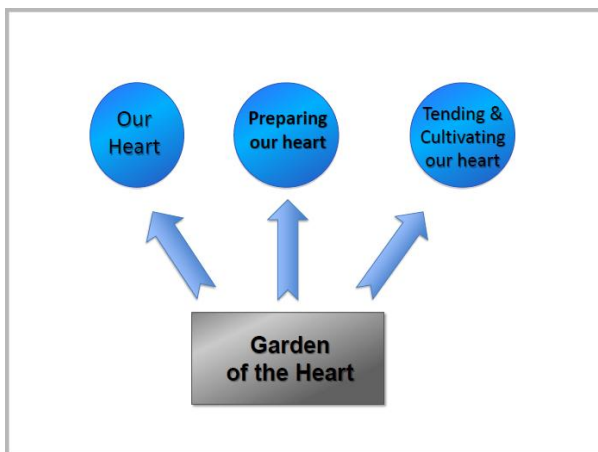 Our
Heart
Preparing
our heart
Tending &
Cultivating
our heart
Garden
of the Heart